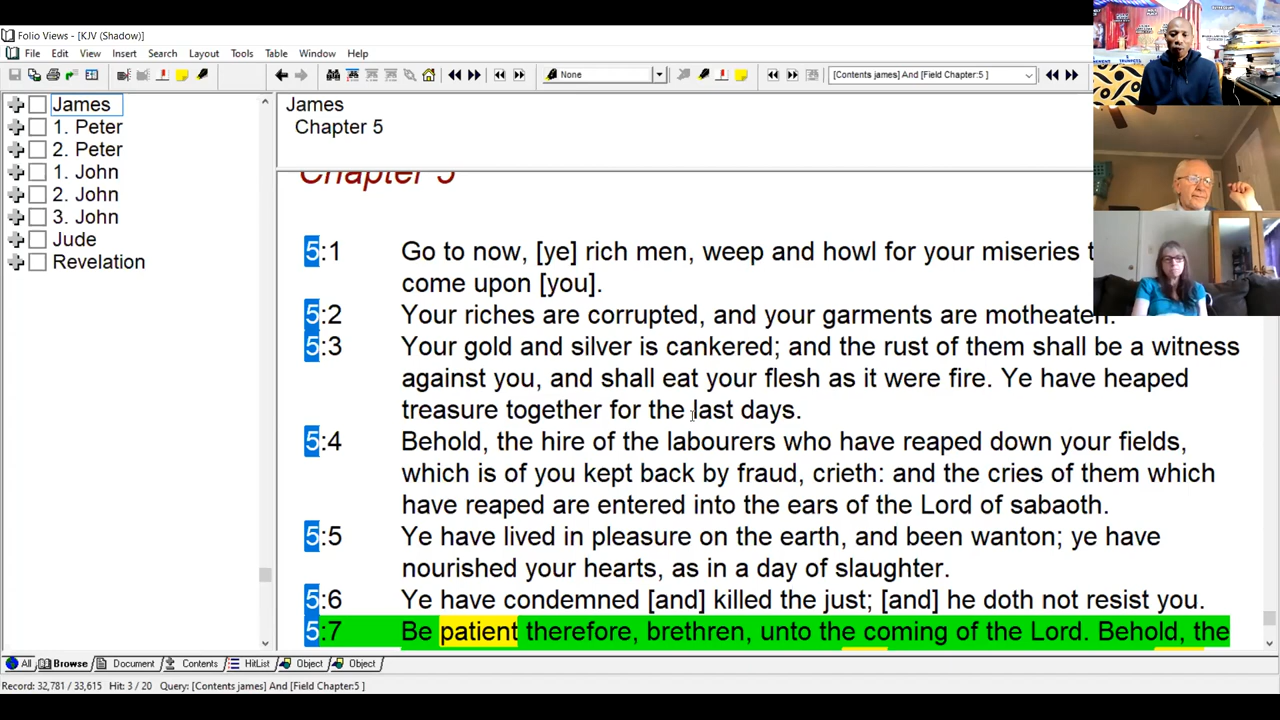 Folio Views - [KJV (Shadow)]
File Edit View Insert Search Layout Tools Table Window Help
None [Contents james] And [Field Chapter:5 ]
James
1. Peter
2. Peter
1. John
2. John
3. John
Jude
Revelation
James
Chapter 5
Chapter 5
5:1 Go to now, [ye] rich men, weep and howl for your miseries
come upon [you].
5:2 Your riches are corrupted, and your garments are motheaten.
5:3 Your gold and silver is cankered; and the rust of them shall be a witness
against you, and shall eat your flesh as it were fire. Ye have heaped
treasure together for the last days.
5:4 Behold, the hire of the labourers who have reaped down your fields,
which is of you kept back by fraud, crieth: and the cries of them which
have reaped are entered into the ears of the Lord of sabaoth.
5:5 Ye have lived in pleasure on the earth, and been wanton; ye have
nourished your hearts, as in a day of slaughter.
5:6 Ye have condemned [and] killed the just; [and] he doth not resist you.
5:7 Be patient therefore, brethren, unto the coming of the Lord. Behold, the
All Browse Document Contents HitList Object Object
Record: 32,781 / 33,615 Hit: 3 / 20 Query: [Contents james] And [Field Chapter:5 ]